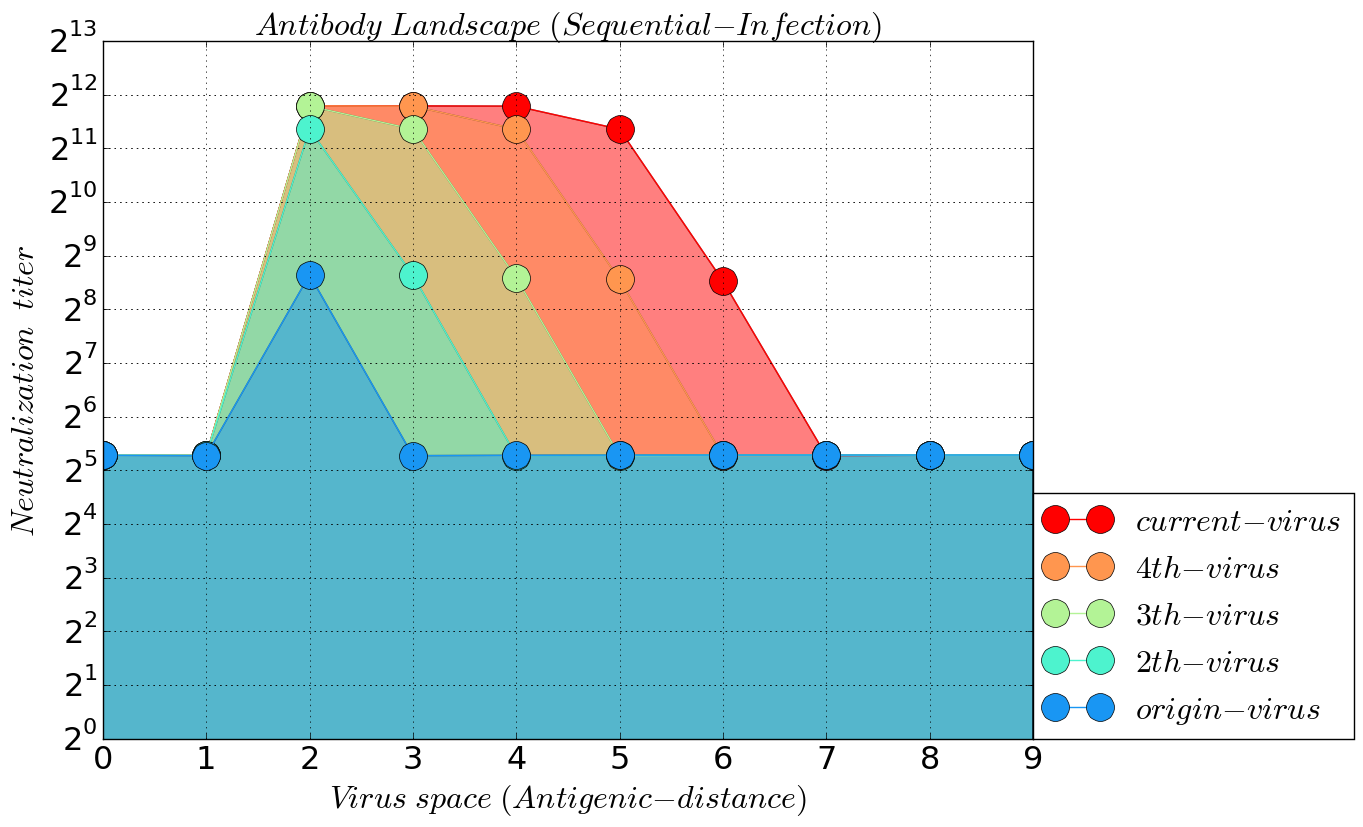 Antibody Landscape (Sequential−Infection)
2^13
2^12
2^11
2^10
2^9
2^8
2^7
2^6
2^5
2^4
2^3
2^2
2^1
2^0
Neutralization titer
0 1 2 3 4 5 6 7 8 9
Virus space (Antigenic−distance)
current−virus
4th−virus
3th−virus
2th−virus
origin−virus